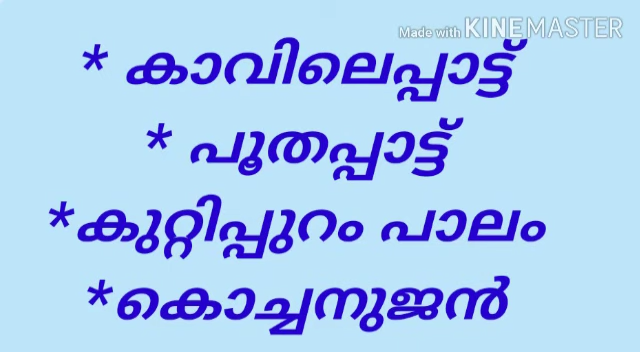 Made with KINEMASTER
* കാവിലെപ്പാട്ട്
* പൂതപ്പാട്ട്
*കുറ്റിപ്പുറം പാലം
*കൊച്ചനുജൻ